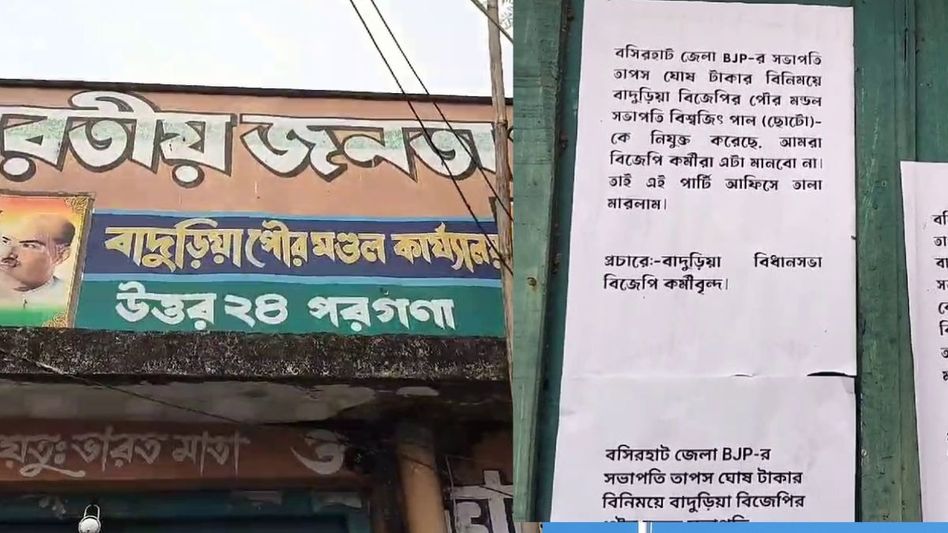 ভারতীয় জনতা
বাদুড়িয়া পৌর মণ্ডল কার্য্যালয়
উত্তর ২৪ পরগণা
ভারত মাতা
বসিরহাট জেলা BJP-র সভাপতি
তাপস ঘোষ টাকার বিনিময়ে
বাদুড়িয়া বিজেপির পৌর মন্ডল
সভাপতি বিশ্বজিৎ পাল (ছোটো)-
কে নিযুক্ত করেছে. আমরা
বিজেপি কর্মীরা এটা মানবো না।
তাই এই পার্টি আফিসে তালা
মারলাম।
প্রচারে:-বাদুড়িয়া বিধানসভা
বিজেপি কর্মীবৃন্দ।
বসিরহাট জেলা BJP-র
সভাপতি তাপস ঘোষ টাকার
বিনিময়ে বাদুড়িয়া বিজেপির